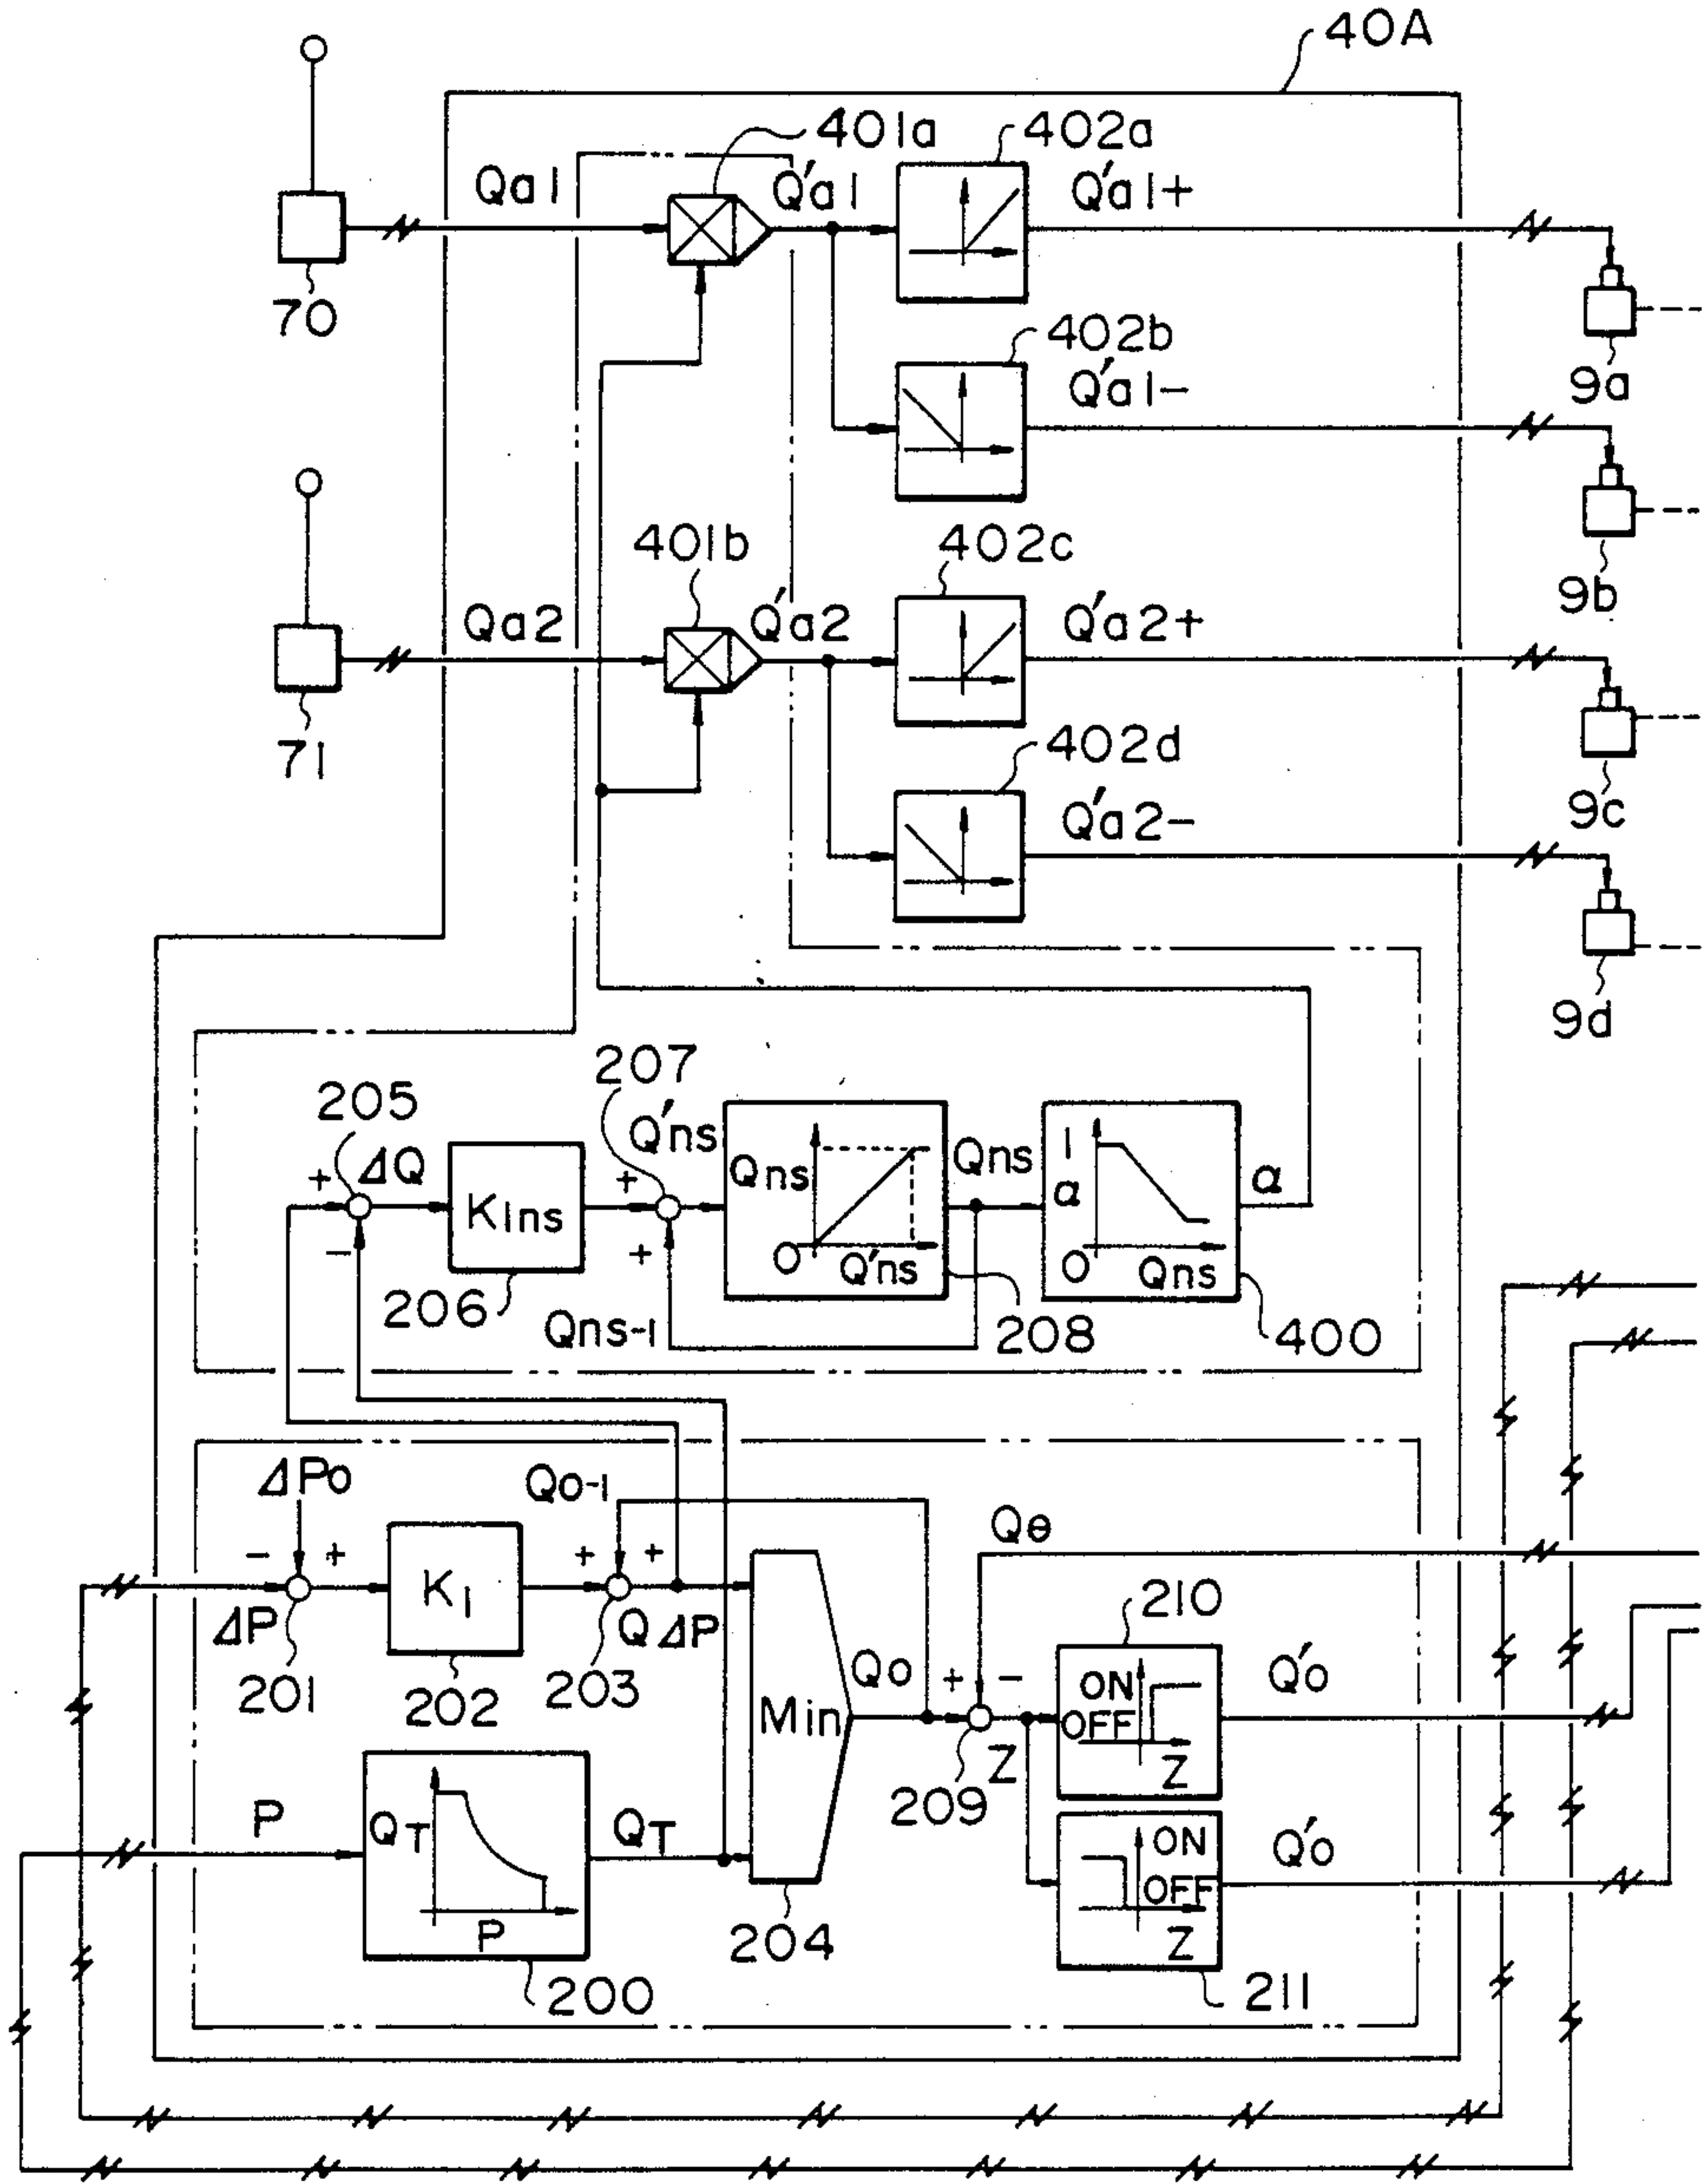 40A
401a
402a
Qa1
Q'a1
Q'a1+
70
402b
Q'a1-
9a
401b
402c
9b
Qa2
Q'a2
Q'a2+
71
402d
9c
Q'a2-
9d
207
205
Q'ns
ΔQ
Qns
1
α
+
K1ns
+
Qns
α
-
+
O
Q'ns
O
Qns
206
Qns-1
208
400
ΔPo
Qo-1
Qθ
-
+
+
+
K1
210
ΔP
QΔP
201
202
203
Qo
+
-
ON
OFF
Q'o
Min
Z
Z
209
P
QT
QT
ON
OFF
Q'o
P
204
Z
200
211